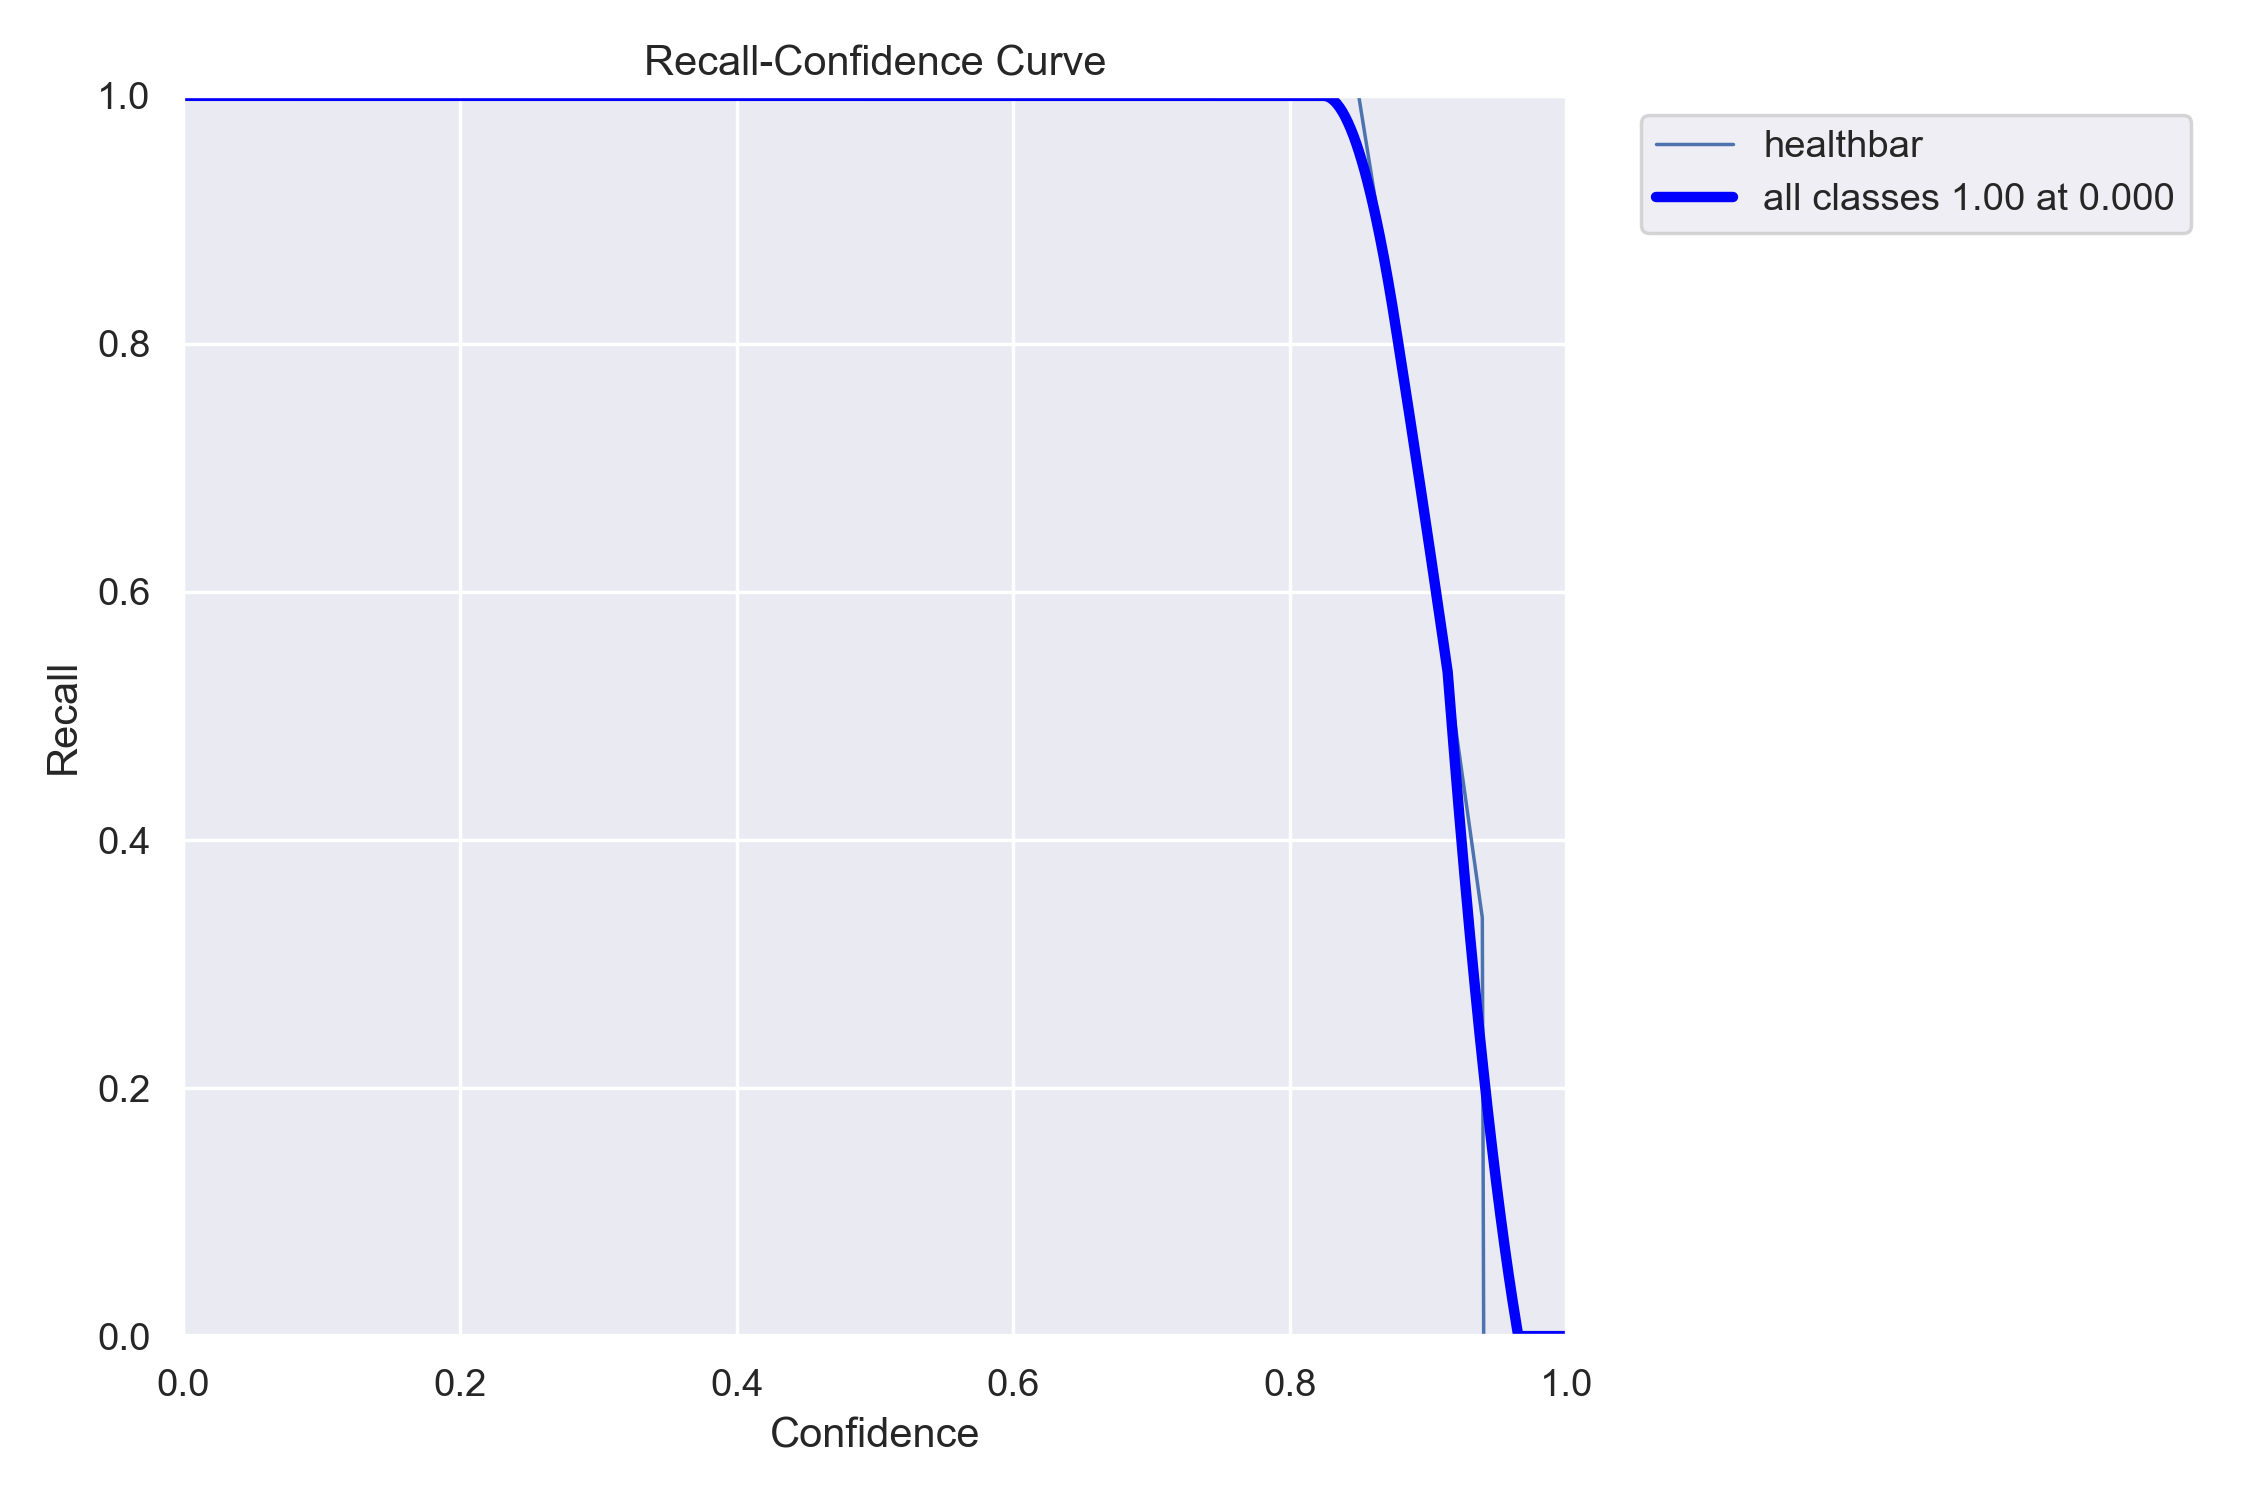 Recall-Confidence Curve
1.0
0.8
0.6
0.4
0.2
0.0
Recall
0.0 0.2 0.4 0.6 0.8 1.0
Confidence
healthbar
all classes 1.00 at 0.000